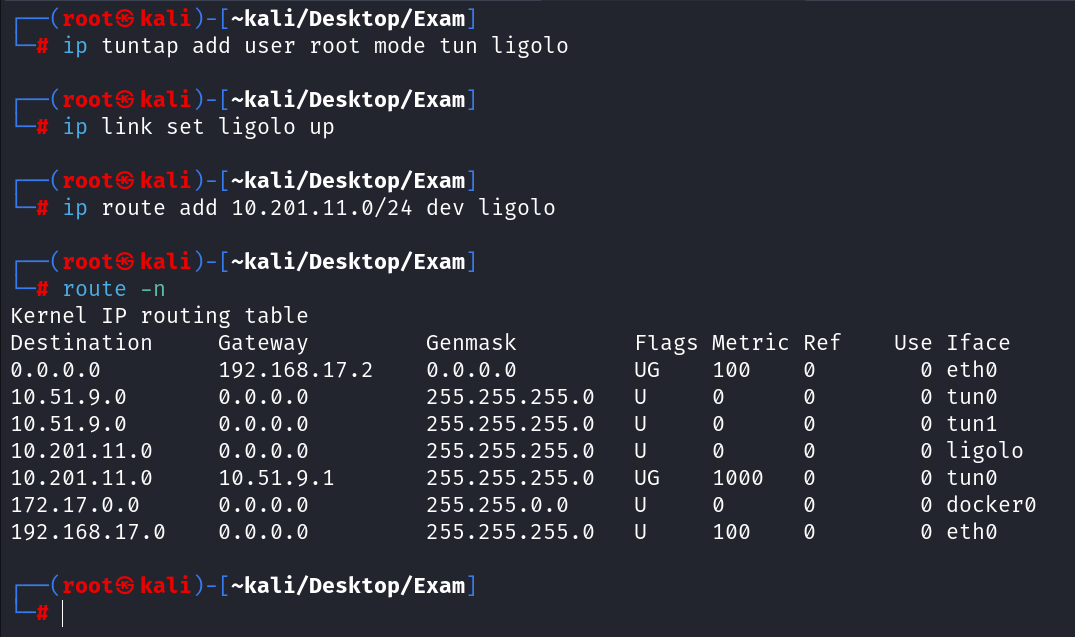 ┌──(root㉿kali)-[~kali/Desktop/Exam]
└─# ip tuntap add user root mode tun ligolo
┌──(root㉿kali)-[~kali/Desktop/Exam]
└─# ip link set ligolo up
┌──(root㉿kali)-[~kali/Desktop/Exam]
└─# ip route add 10.201.11.0/24 dev ligolo
┌──(root㉿kali)-[~kali/Desktop/Exam]
└─# route -n
Kernel IP routing table
Destination     Gateway         Genmask         Flags Metric Ref    Use Iface
0.0.0.0         192.168.17.2    0.0.0.0         UG    100    0        0 eth0
10.51.9.0       0.0.0.0         255.255.255.0   U     0      0        0 tun0
10.51.9.0       0.0.0.0         255.255.255.0   U     0      0        0 tun1
10.201.11.0     0.0.0.0         255.255.255.0   U     0      0        0 ligolo
10.201.11.0     10.51.9.1       255.255.255.0   UG    1000   0        0 tun0
172.17.0.0      0.0.0.0         255.255.0.0     U     0      0        0 docker0
192.168.17.0    0.0.0.0         255.255.255.0   U     100    0        0 eth0
┌──(root㉿kali)-[~kali/Desktop/Exam]
└─#